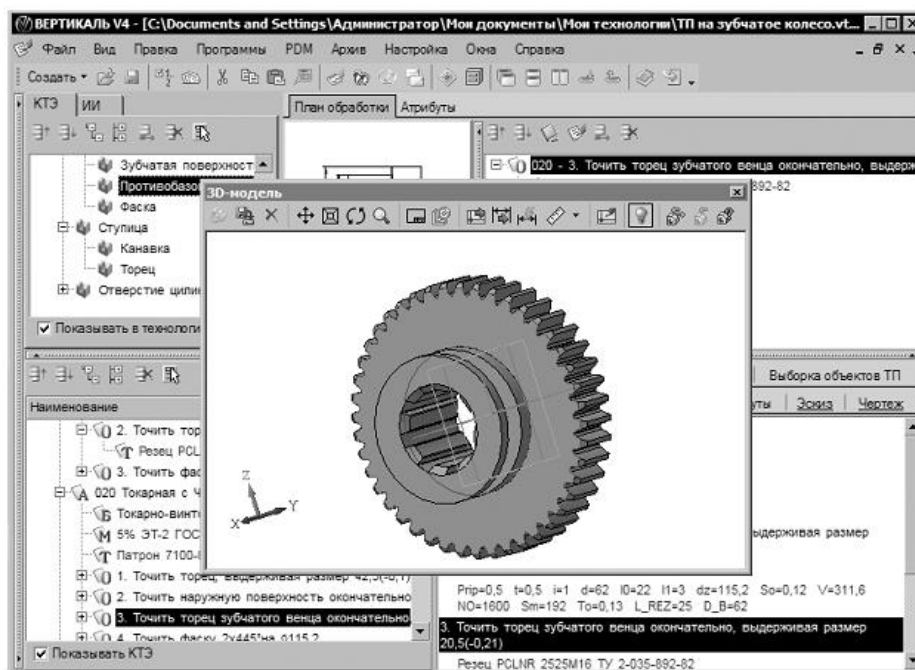 ВЕРТИКАЛЬ V4 - [C:\Documents and Settings\Администратор\Мои документы\Мои технологии\ТП на зубчатое колесо.vt...
Файл Вид Правка Программы PDM Архив Настройка Окна Справка
Создать
КТЭ ИИ
План обработки Атрибуты
Зубчатая поверхност
Противобазо
Фаска
Ступица
Канавка
Торец
Отверстие цилин
Показывать в технологи
020 - 3. Точить торец зубчатого венца окончательно, выдерж
892-82
3D-модель
Z
Y
X
Наименование
2. Точить тор
Резец PCL
3. Точить фас
А 020 Токарная с Ч
Б Токарно-винт
М 5% ЭТ-2 ГОС
Т Патрон 7100-
1. Точить торец, выдерживая размер 42,5(-0,1)
2. Точить наружную поверхность окончательно
3. Точить торец зубчатого венца окончательно
4. Точить фаску 2x445°на д115,2
Показывать КТЭ
Выборка объектов ТП
уты Эскиз Чертеж
ыдерживая размер
Prip=0,5 t=0,5 i=1 d=62 l0=22 l1=3 dz=115,2 So=0,12 V=311,6
NO=1600 Sm=192 To=0,13 L_REZ=25 D_B=62
3. Точить торец зубчатого венца окончательно, выдерживая размер
20,5(-0,21)
Резец PCLNR 2525M16 ТУ 2-035-892-82